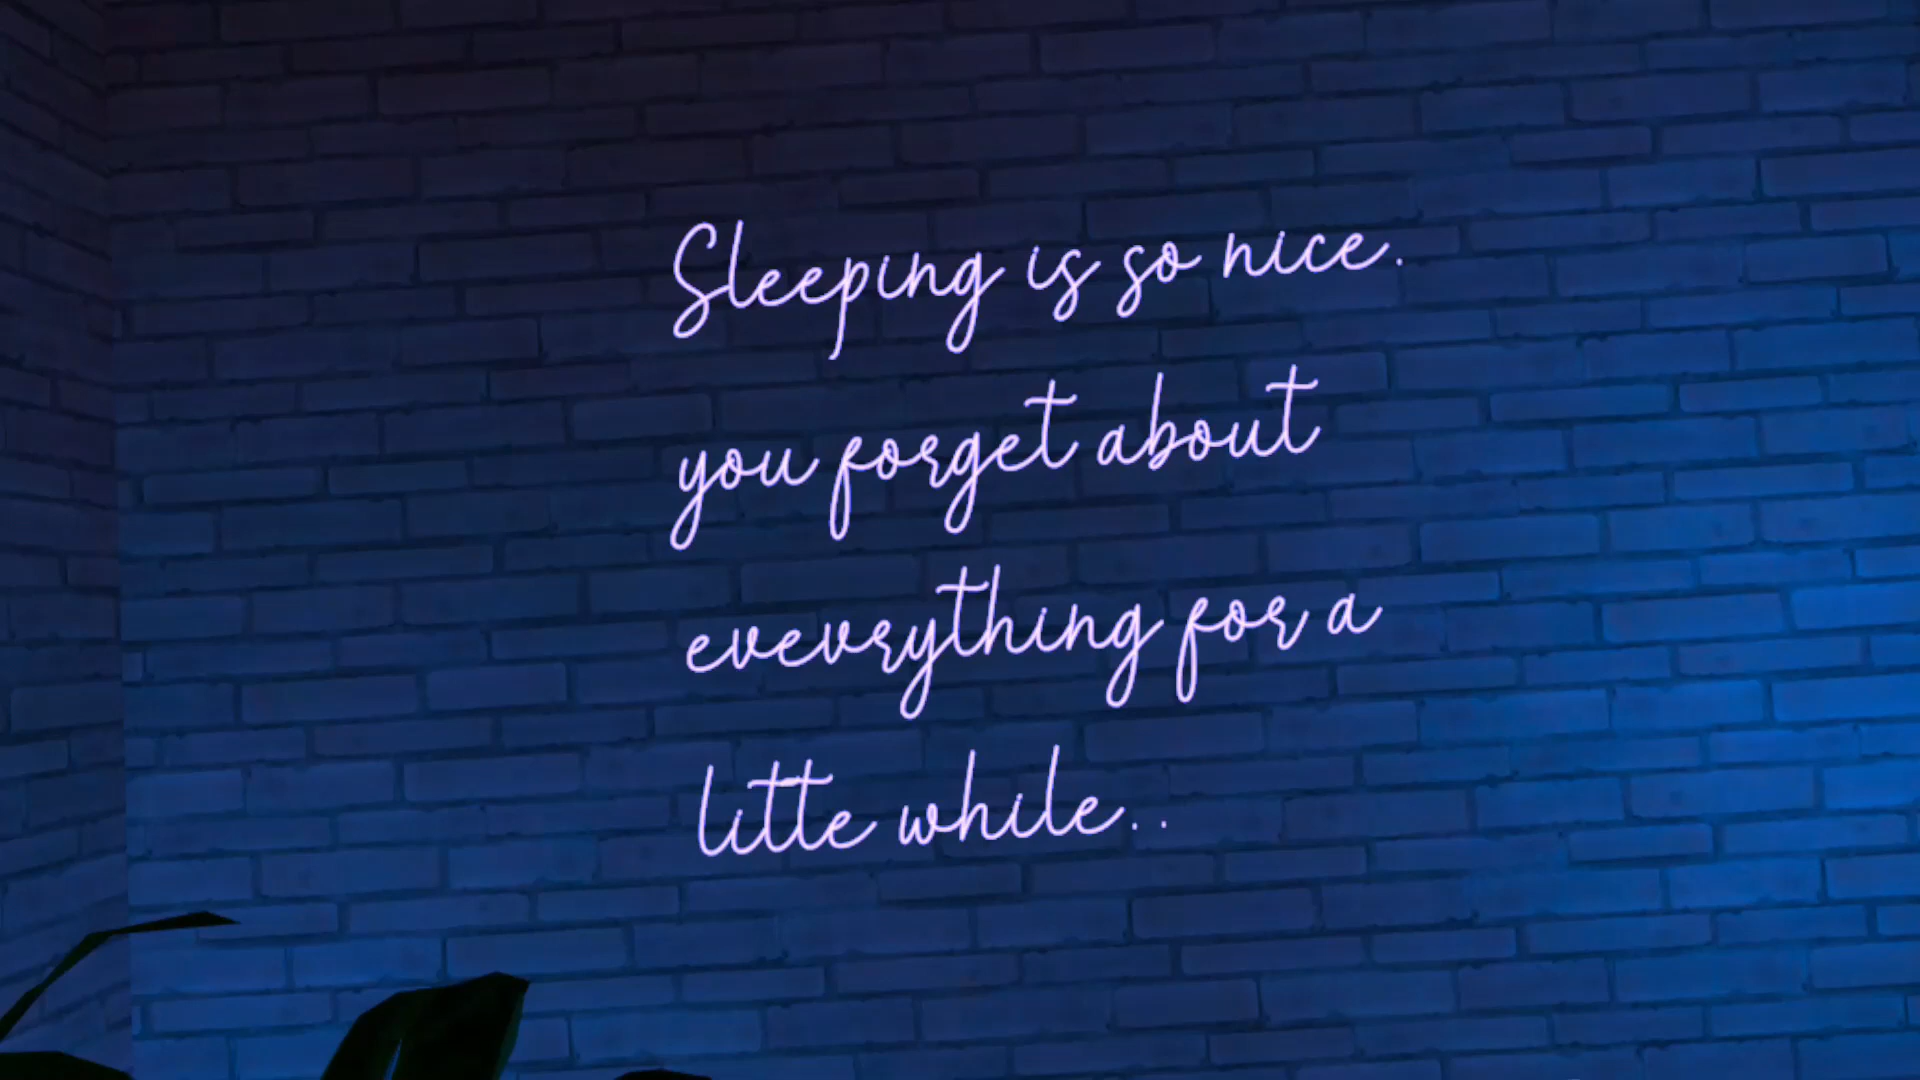 Sleeping is so nice.
you forget about
evevrything for a
litte while..